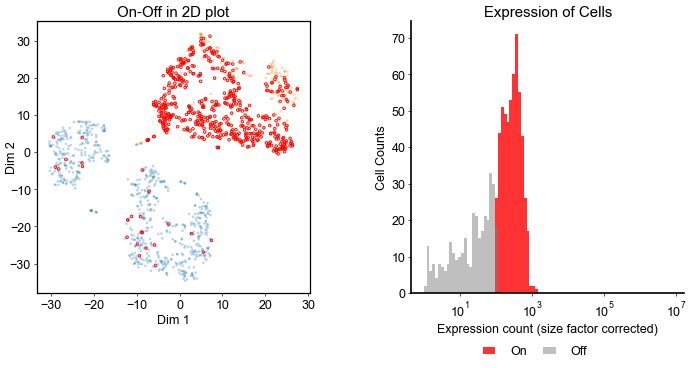 On-Off in 2D plot
Dim 2
30
20
10
0
−10
−20
−30
−30 −20 −10 0 10 20 30
Dim 1
Expression of Cells
Cell Counts
70
60
50
40
30
20
10
0
10¹ 10³ 10⁵ 10⁷
Expression count (size factor corrected)
On Off